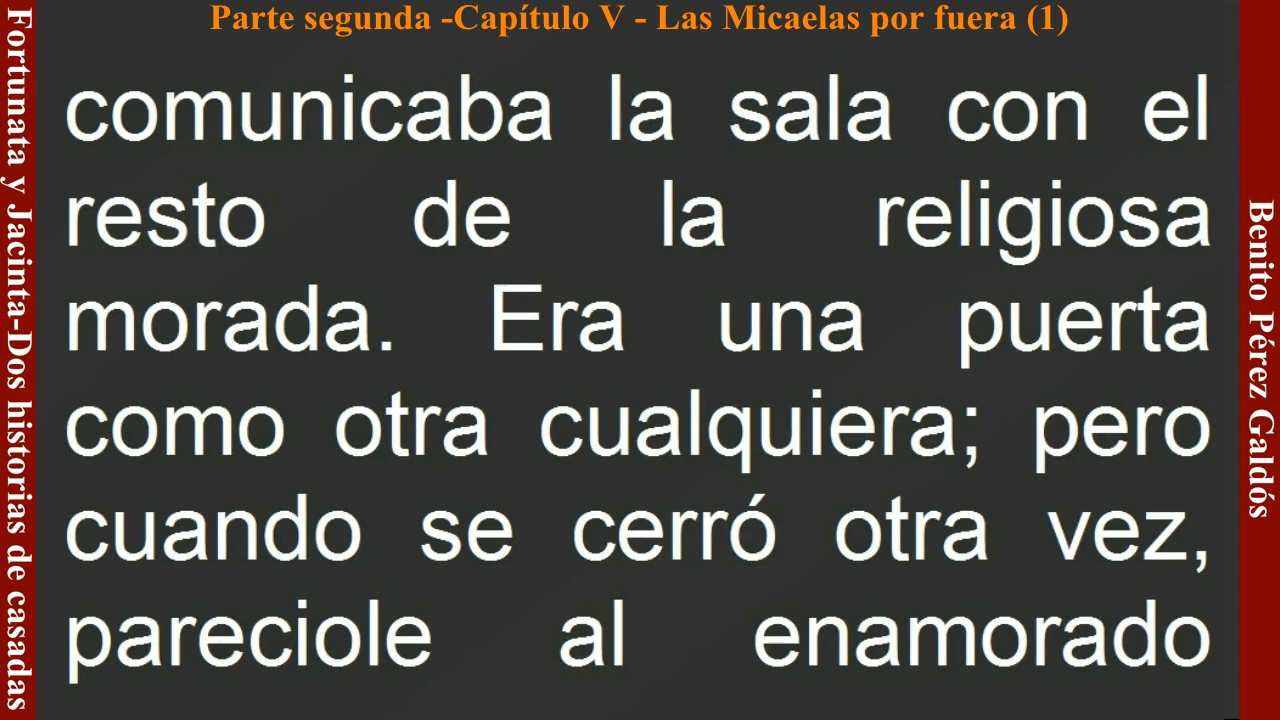 Parte segunda -Capítulo V - Las Micaelas por fuera (1)
Fortunata y Jacinta-Dos historias de casadas
comunicaba la sala con el
resto de la religiosa
morada. Era una puerta
como otra cualquiera; pero
cuando se cerró otra vez,
pareciole al enamorado
Benito Pérez Galdós